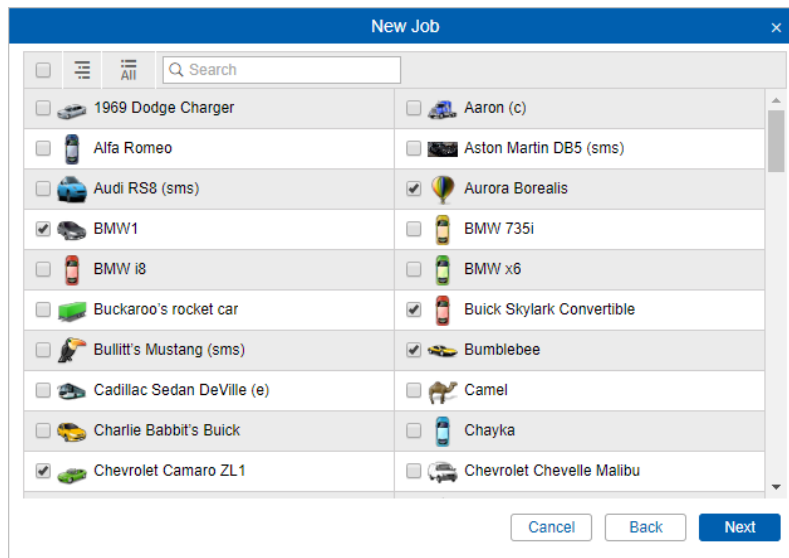 New Job ×
All Search
1969 Dodge Charger Aaron (c)
Alfa Romeo Aston Martin DB5 (sms)
Audi RS8 (sms) Aurora Borealis
BMW1 BMW 735i
BMW i8 BMW x6
Buckaroo's rocket car Buick Skylark Convertible
Bullitt's Mustang (sms) Bumblebee
Cadillac Sedan DeVille (e) Camel
Charlie Babbit's Buick Chayka
Chevrolet Camaro ZL1 Chevrolet Chevelle Malibu
Cancel Back Next